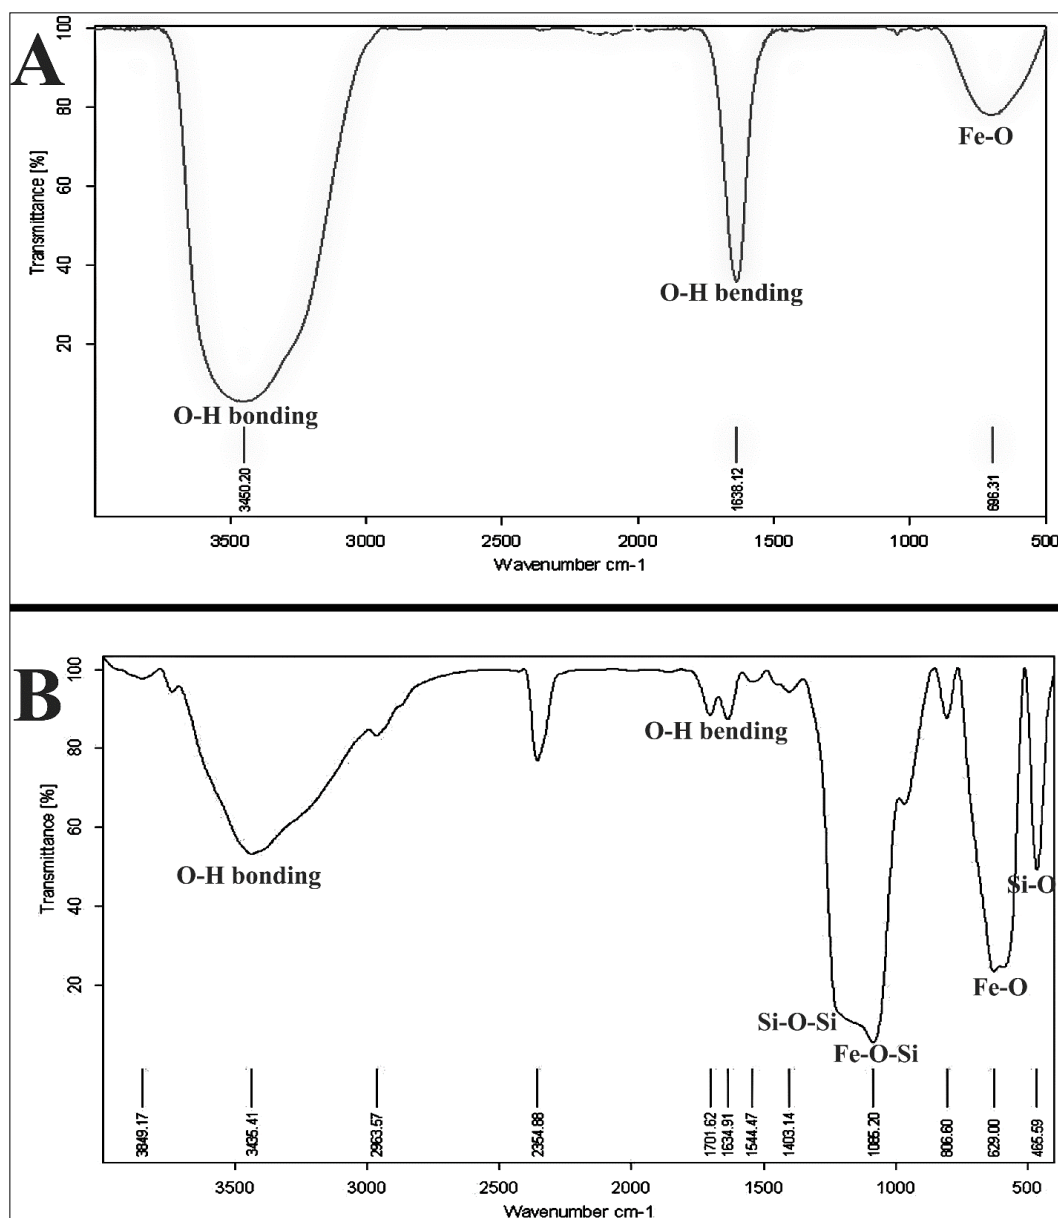 A
100
80
60
40
20
Transmittance [%]
Fe-O
O-H bending
O-H bonding
3450.20
1638.12
696.31
3500 3000 2500 2000 1500 1000 500
Wavenumber cm-1
B
100
80
60
40
20
Transmittance [%]
O-H bending
O-H bonding
Si-O
Fe-O
Si-O-Si
Fe-O-Si
3849.17
3435.41
2963.57
2354.88
1701.62
1634.91
1544.47
1403.14
1085.20
806.60
629.00
465.59
3500 3000 2500 2000 1500 1000 500
Wavenumber cm-1